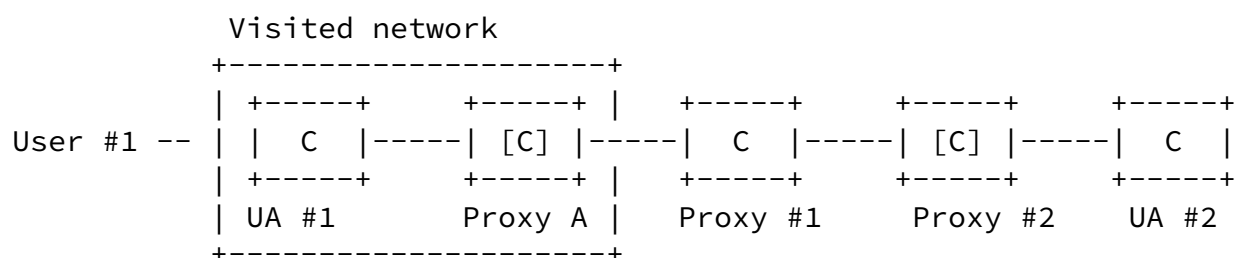 Visited network
                 +---------------------+
                 | +-----+     +-----+ |   +-----+     +-----+     +-----+
       User #1 -- | |  C  |-----| [C] |-----|  C  |-----| [C] |-----|  C  |
                 | +-----+     +-----+ |   +-----+     +-----+     +-----+
                 | UA #1       Proxy A |   Proxy #1     Proxy #2    UA #2
                 +---------------------+